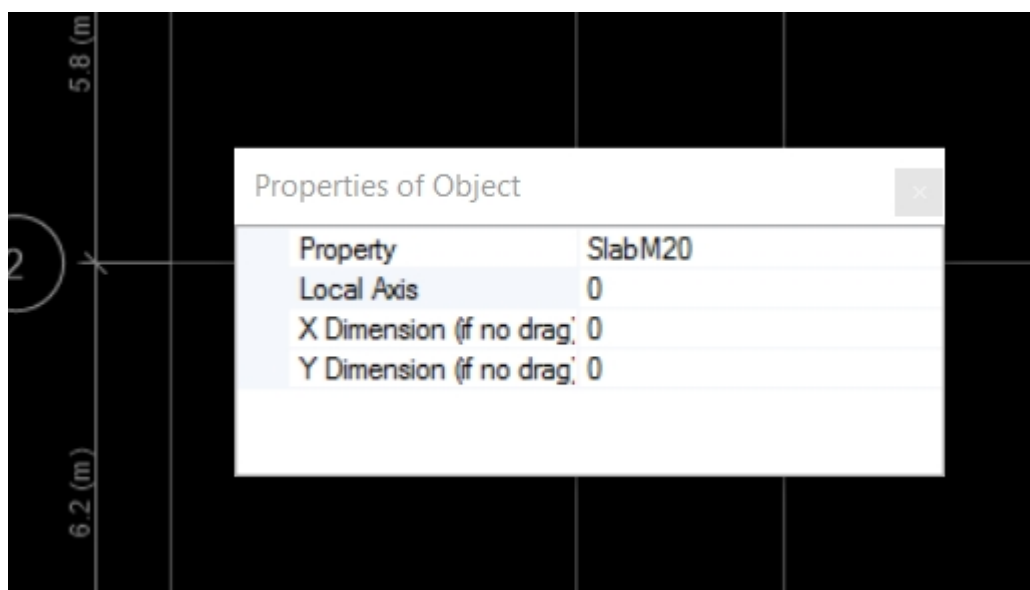 5.8 (m
Properties of Object
Property SlabM20
2
Local Axis 0
X Dimension (if no drag) 0
Y Dimension (if no drag) 0
6.2 (m)